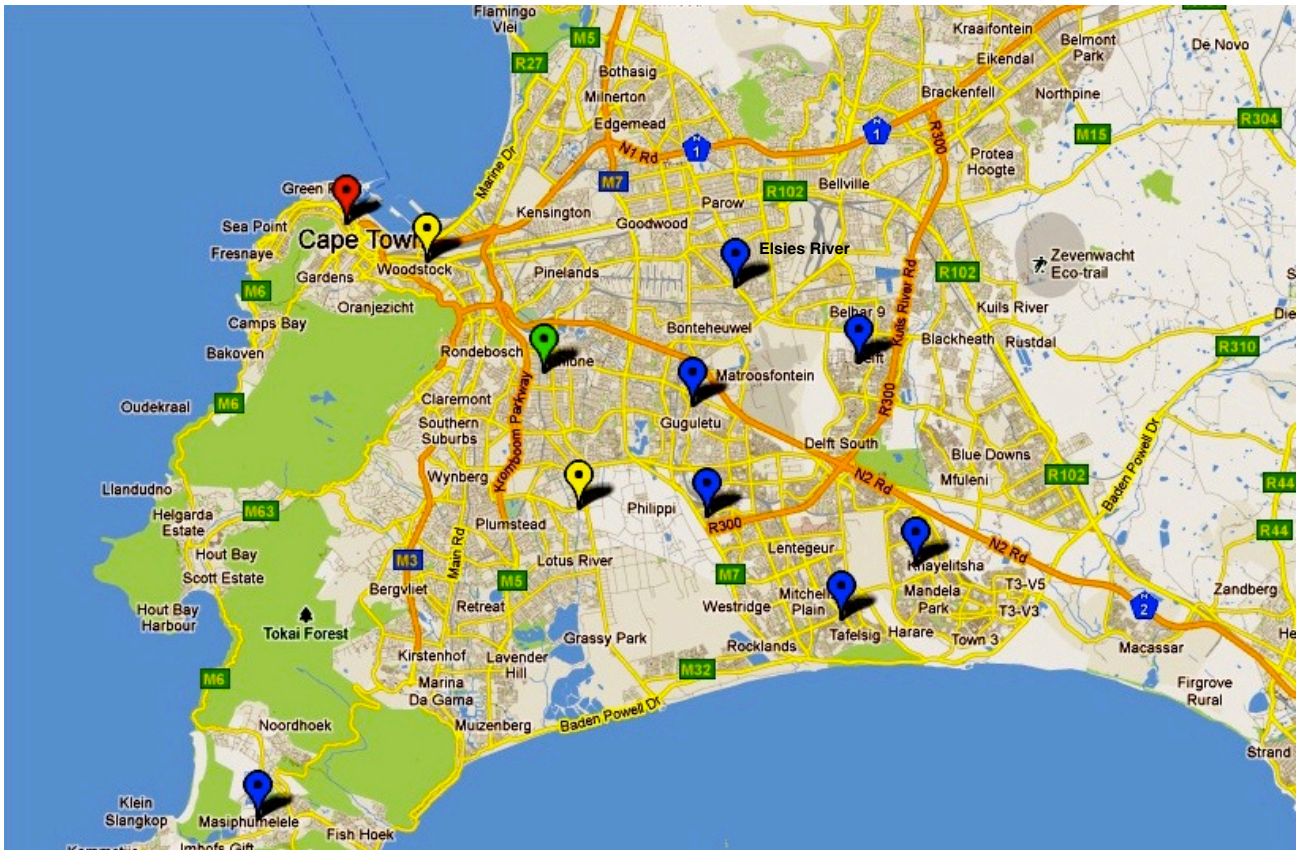 Flamingo
Vlei
M5
R27
Bothasig
Milnerton
Edgemead
Kraaifontein
Eikendal
Belmont
Park
De Novo
Brackenfell
Northpine
R304
M15
N
1
N1 Rd
N
1
R300
Protea
Hoogte
Marine Dr
M7
R102
Bellville
Parow
Green
Sea Point
Fresnaye
Cape Town
Kensington
Goodwood
Elsies River
Woodstock
Gardens
Pinelands
Oranjezicht
M6
Camps Bay
Bakoven
Zevenwacht
Eco-trail
R102
Kuils River
Kuils River Rd
Belhar 9
Bonteheuwel
Rondebosch
Blackheath
Rustdal
R310
Matroosfontein
Oudekraal
M6
Claremont
Southern
Suburbs
Kromboom Parkway
Guguletu
R300
Delft South
Blue Downs
Mfuleni
R102
Baden Powell Dr
Wynberg
N2 Rd
Llandudno
M63
Helgarda
Estate
Plumstead
Philippi
R300
R44
R44
Hout Bay
Scott Estate
M3
Main Rd
Lotus River
Lentegeur
Khayelitsha
N2 Rd
Bergvliet
M5
M7
Mitchell
Plain
Mandela
Park
T3-V5
T3-V3
Zandberg
Hout Bay
Harbour
Tokai Forest
Retreat
Westridge
N
2
Grassy Park
Rocklands
Tafelsig
Harare
Town 3
Macassar
M6
Kirstenhof
Lavender
Hill
M32
Marina
Da Gama
Firgrove
Rural
Noordhoek
Muizenberg
Baden Powell Dr
Strand
Klein
Slangkop
Masiphumelele
Fish Hoek
Imhofs Gift